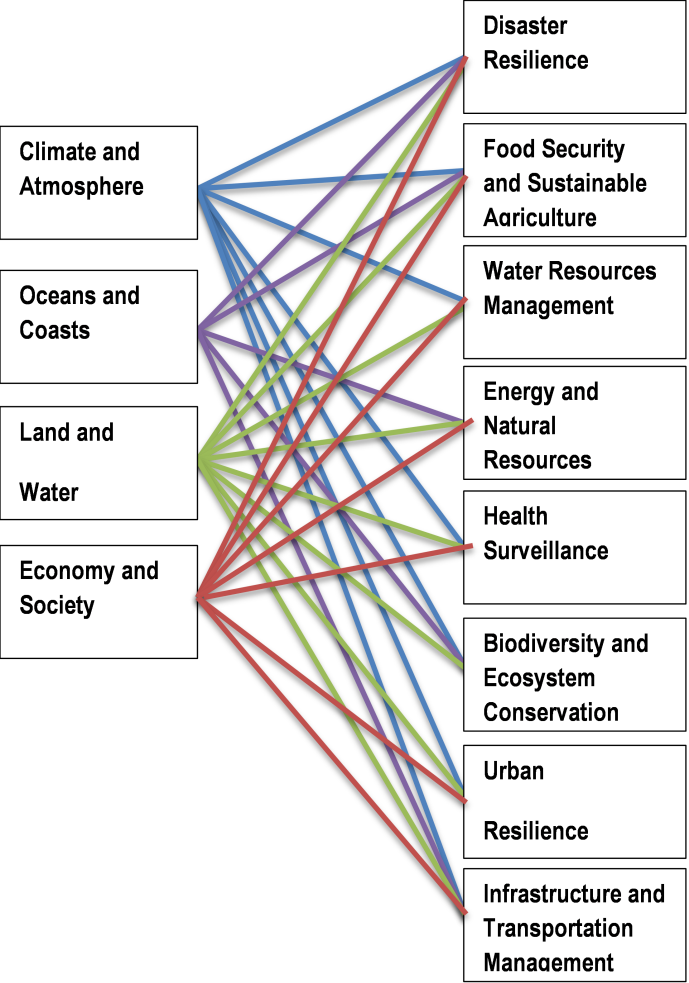 Climate and
Atmosphere
Oceans and
Coasts
Land and
Water
Economy and
Society
Disaster
Resilience
Food Security
and Sustainable
Agriculture
Water Resources
Management
Energy and
Natural
Resources
Health
Surveillance
Biodiversity and
Ecosystem
Conservation
Urban
Resilience
Infrastructure and
Transportation
Management